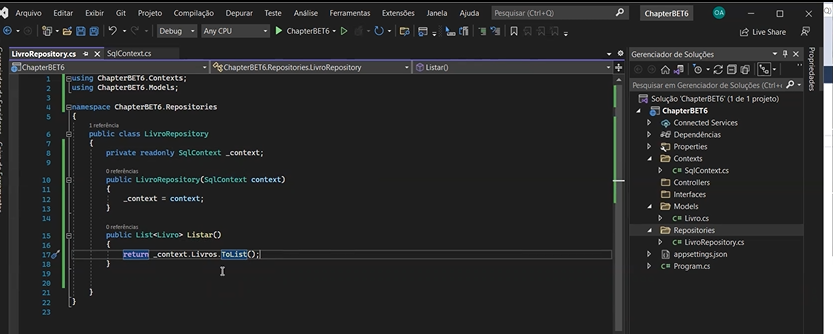 Arquivo Editar Exibir Git Projeto Compilação Depurar Teste Análise Ferramentas Extensões Janela Ajuda Pesquisar (Ctrl+Q) ChapterBET6 OA
Debug Any CPU ChapterBET6 Live Share
LivroRepository.cs SqlContext.cs
ChapterBET6 ChapterBET6.Repositories.LivroRepository Listar()
1 using ChapterBET6.Contexts;
2 using ChapterBET6.Models;
3
4 namespace ChapterBET6.Repositories
5 {
1 referência
6 public class LivroRepository
7 {
8 private readonly SqlContext _context;
9
0 referências
10 public LivroRepository(SqlContext context)
11 {
12 _context = context;
13 }
14
0 referências
15 public List<Livro> Listar()
16 {
17 return _context.Livros.ToList();
18 }
19
20
21 }
22 }
23
Gerenciador de Soluções
Pesquisar em Gerenciador de Soluções (Ctrl+;)
Solução 'ChapterBET6' (1 de 1 projeto)
ChapterBET6
Connected Services
Dependências
Properties
Contexts
C# SqlContext.cs
Controllers
Interfaces
Models
C# Livro.cs
Repositories
C# LivroRepository.cs
appsettings.json
C# Program.cs
Propriedades